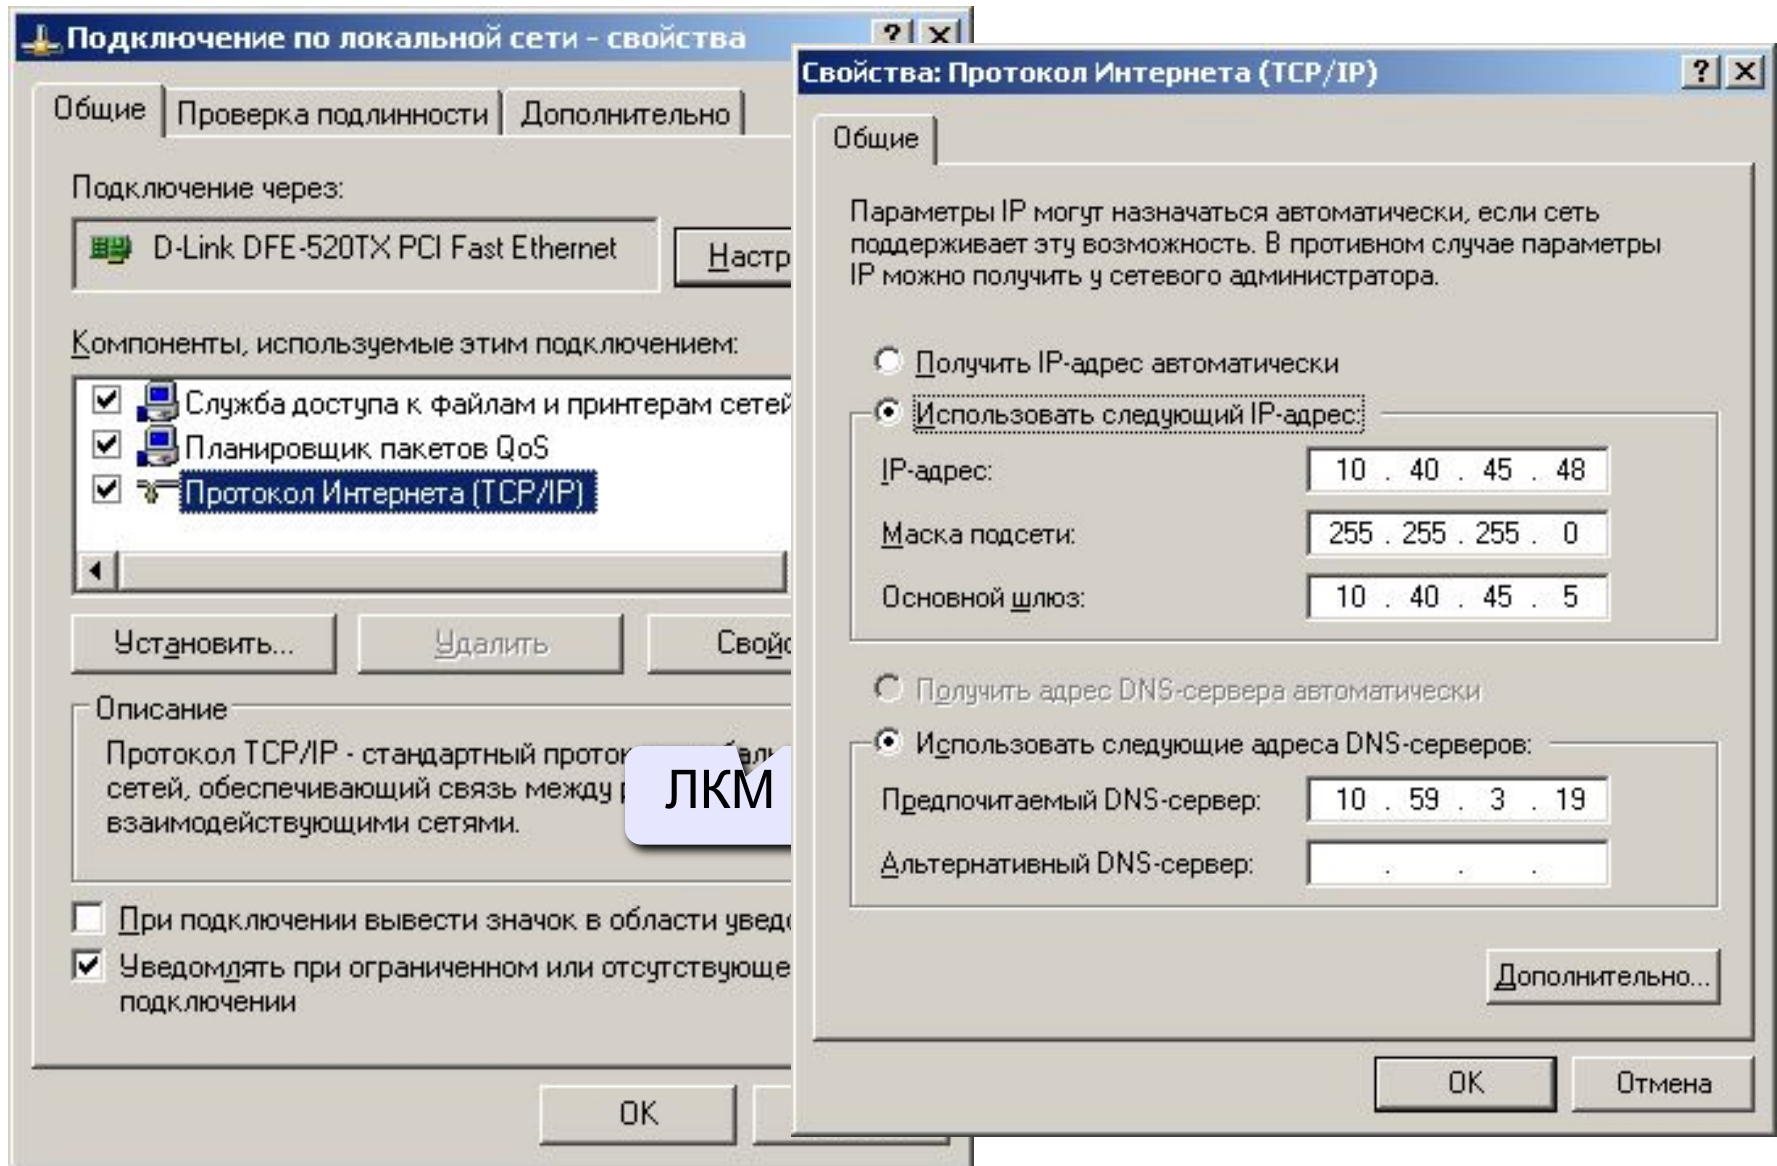 Подключение по локальной сети - свойства
Общие
Проверка подлинности
Дополнительно
Подключение через:
D-Link DFE-520TX PCI Fast Ethernet
Настр
Компоненты, используемые этим подключением:
Служба доступа к файлам и принтерам сетей
Планировщик пакетов QoS
Протокол Интернета (TCP/IP)
Установить...
Удалить
Свойс
Описание
Протокол TCP/IP - стандартный проток
сетей, обеспечивающий связь между
взаимодействующими сетями.
ЛКМ
При подключении вывести значок в области уведо
Уведомлять при ограниченном или отсутствующе
подключении
OK
Свойства: Протокол Интернета (TCP/IP)
Общие
Параметры IP могут назначаться автоматически, если сеть
поддерживает эту возможность. В противном случае параметры
IP можно получить у сетевого администратора.
Получить IP-адрес автоматически
Использовать следующий IP-адрес:
IP-адрес: 10 . 40 . 45 . 48
Маска подсети: 255 . 255 . 255 . 0
Основной шлюз: 10 . 40 . 45 . 5
Получить адрес DNS-сервера автоматически
Использовать следующие адреса DNS-серверов:
Предпочитаемый DNS-сервер: 10 . 59 . 3 . 19
Альтернативный DNS-сервер: . . .
Дополнительно...
OK
Отмена